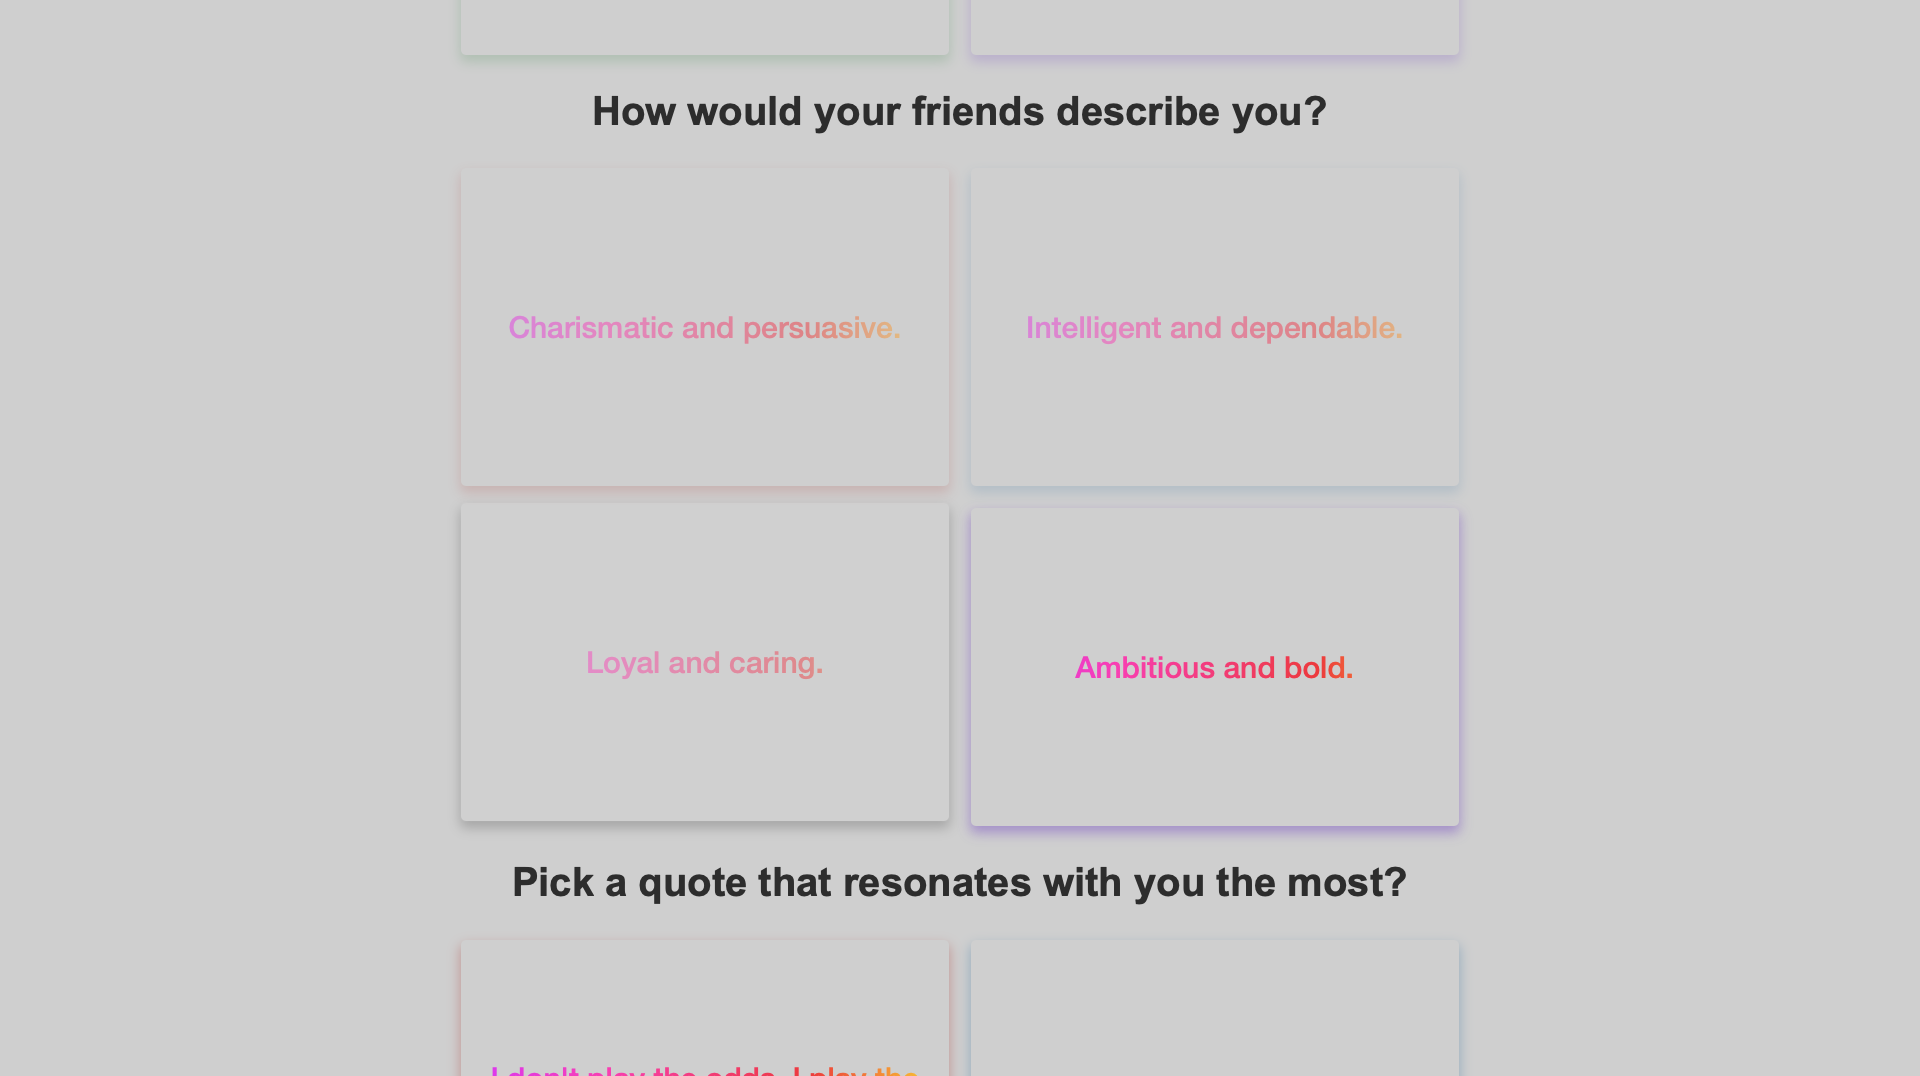 How would your friends describe you?
Charismatic and persuasive.
Intelligent and dependable.
Loyal and caring.
Ambitious and bold.
Pick a quote that resonates with you the most?
I don't play the odds, I play the